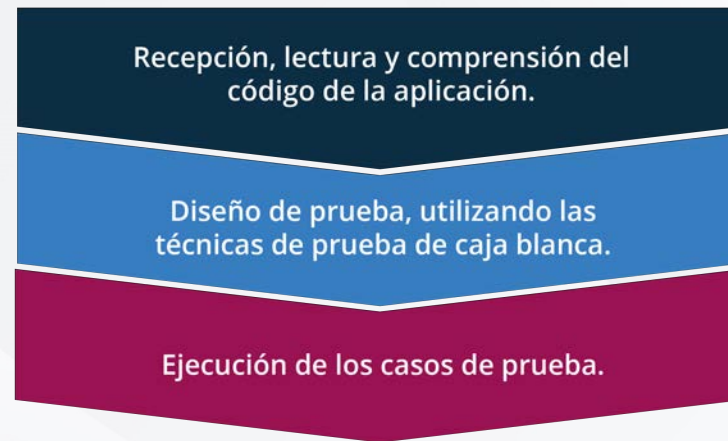 Recepción, lectura y comprensión del
código de la aplicación.
Diseño de prueba, utilizando las
técnicas de prueba de caja blanca.
Ejecución de los casos de prueba.